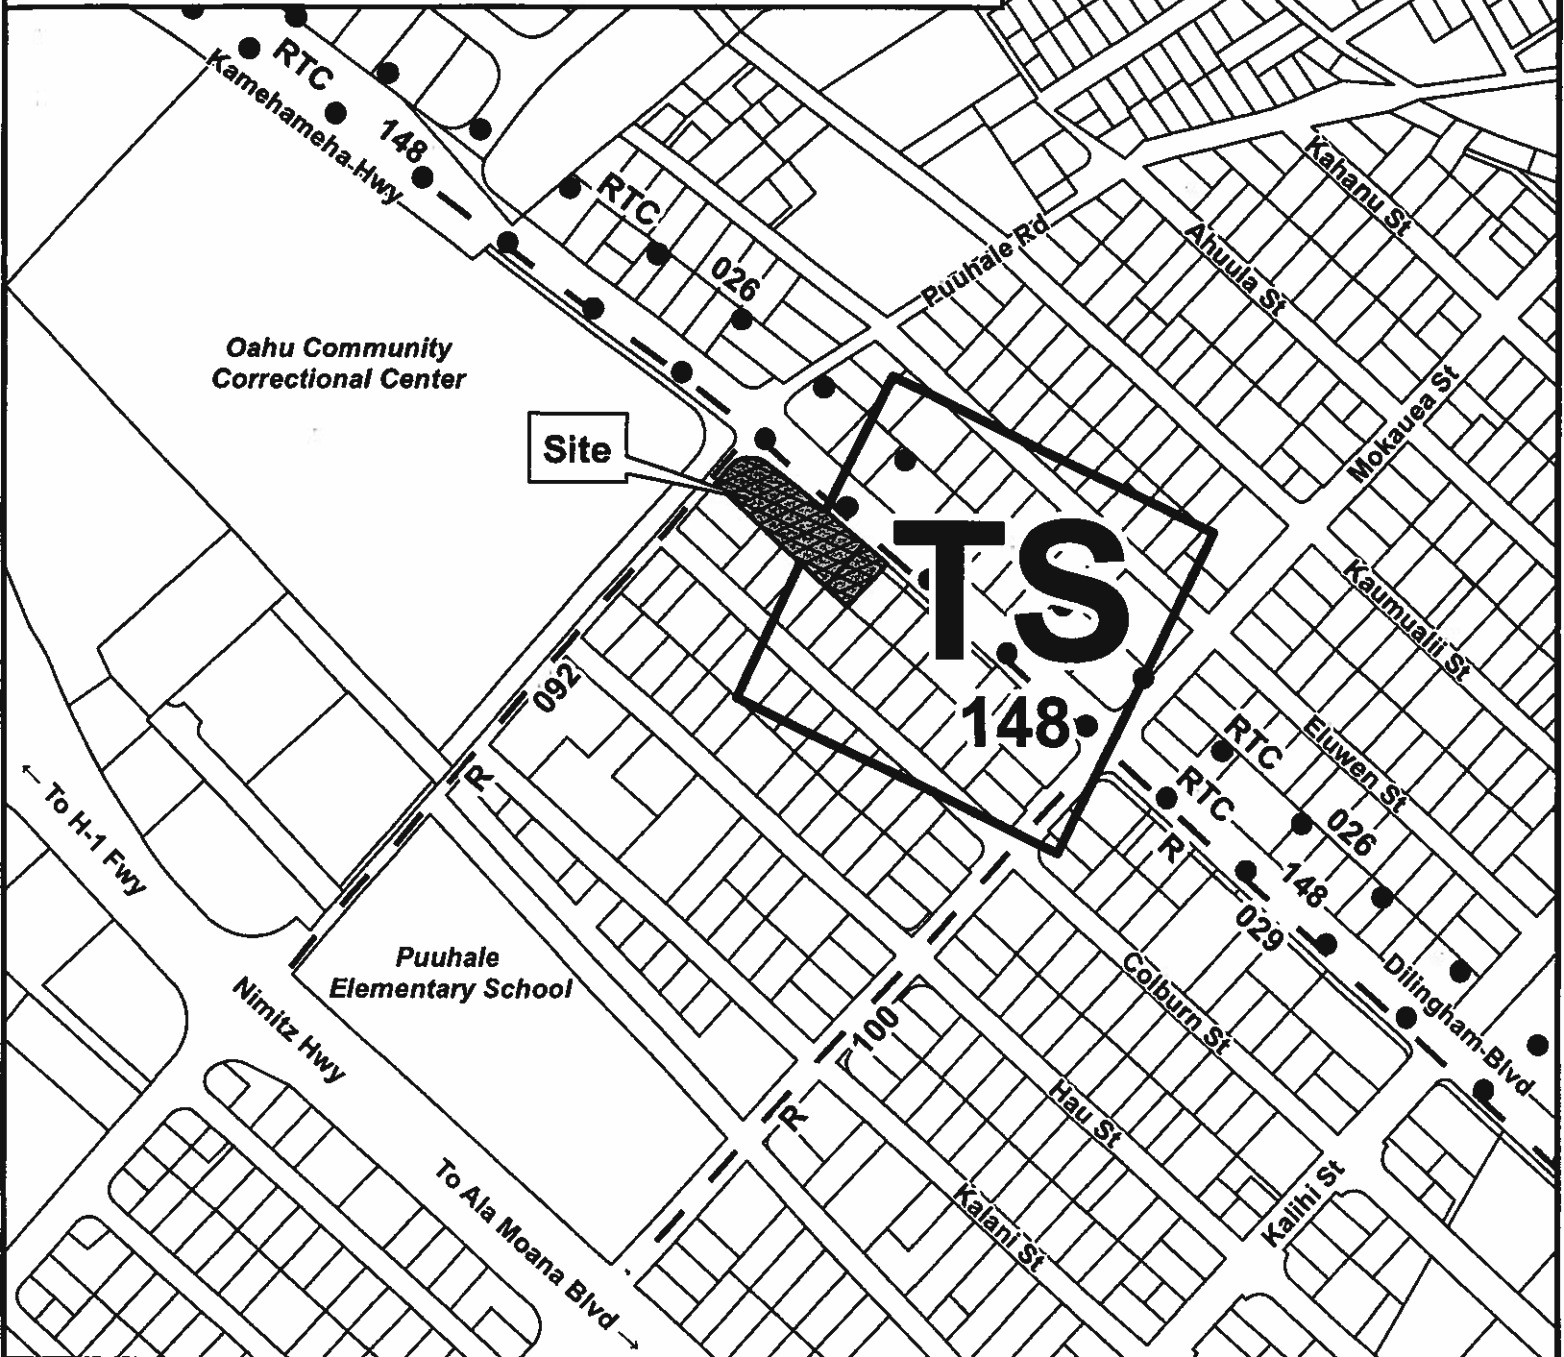 RTC
Kamehameha Hwy
148
RTC
026
Puuhale Rd
Kahanu St
Ahuula St
Oahu Community
Correctional Center
Mokauea St
Site
TS
148
Kaumualii St
092
R
RTC
026
Eluwen St
RTC
148
R
029
← To H-1 Fwy
Puuhale
Elementary School
Nimitz Hwy
100
R
Colburn St
Dilingham Blvd
Hau St
Kalani St
Kalihi St
To Ala Moana Blvd →